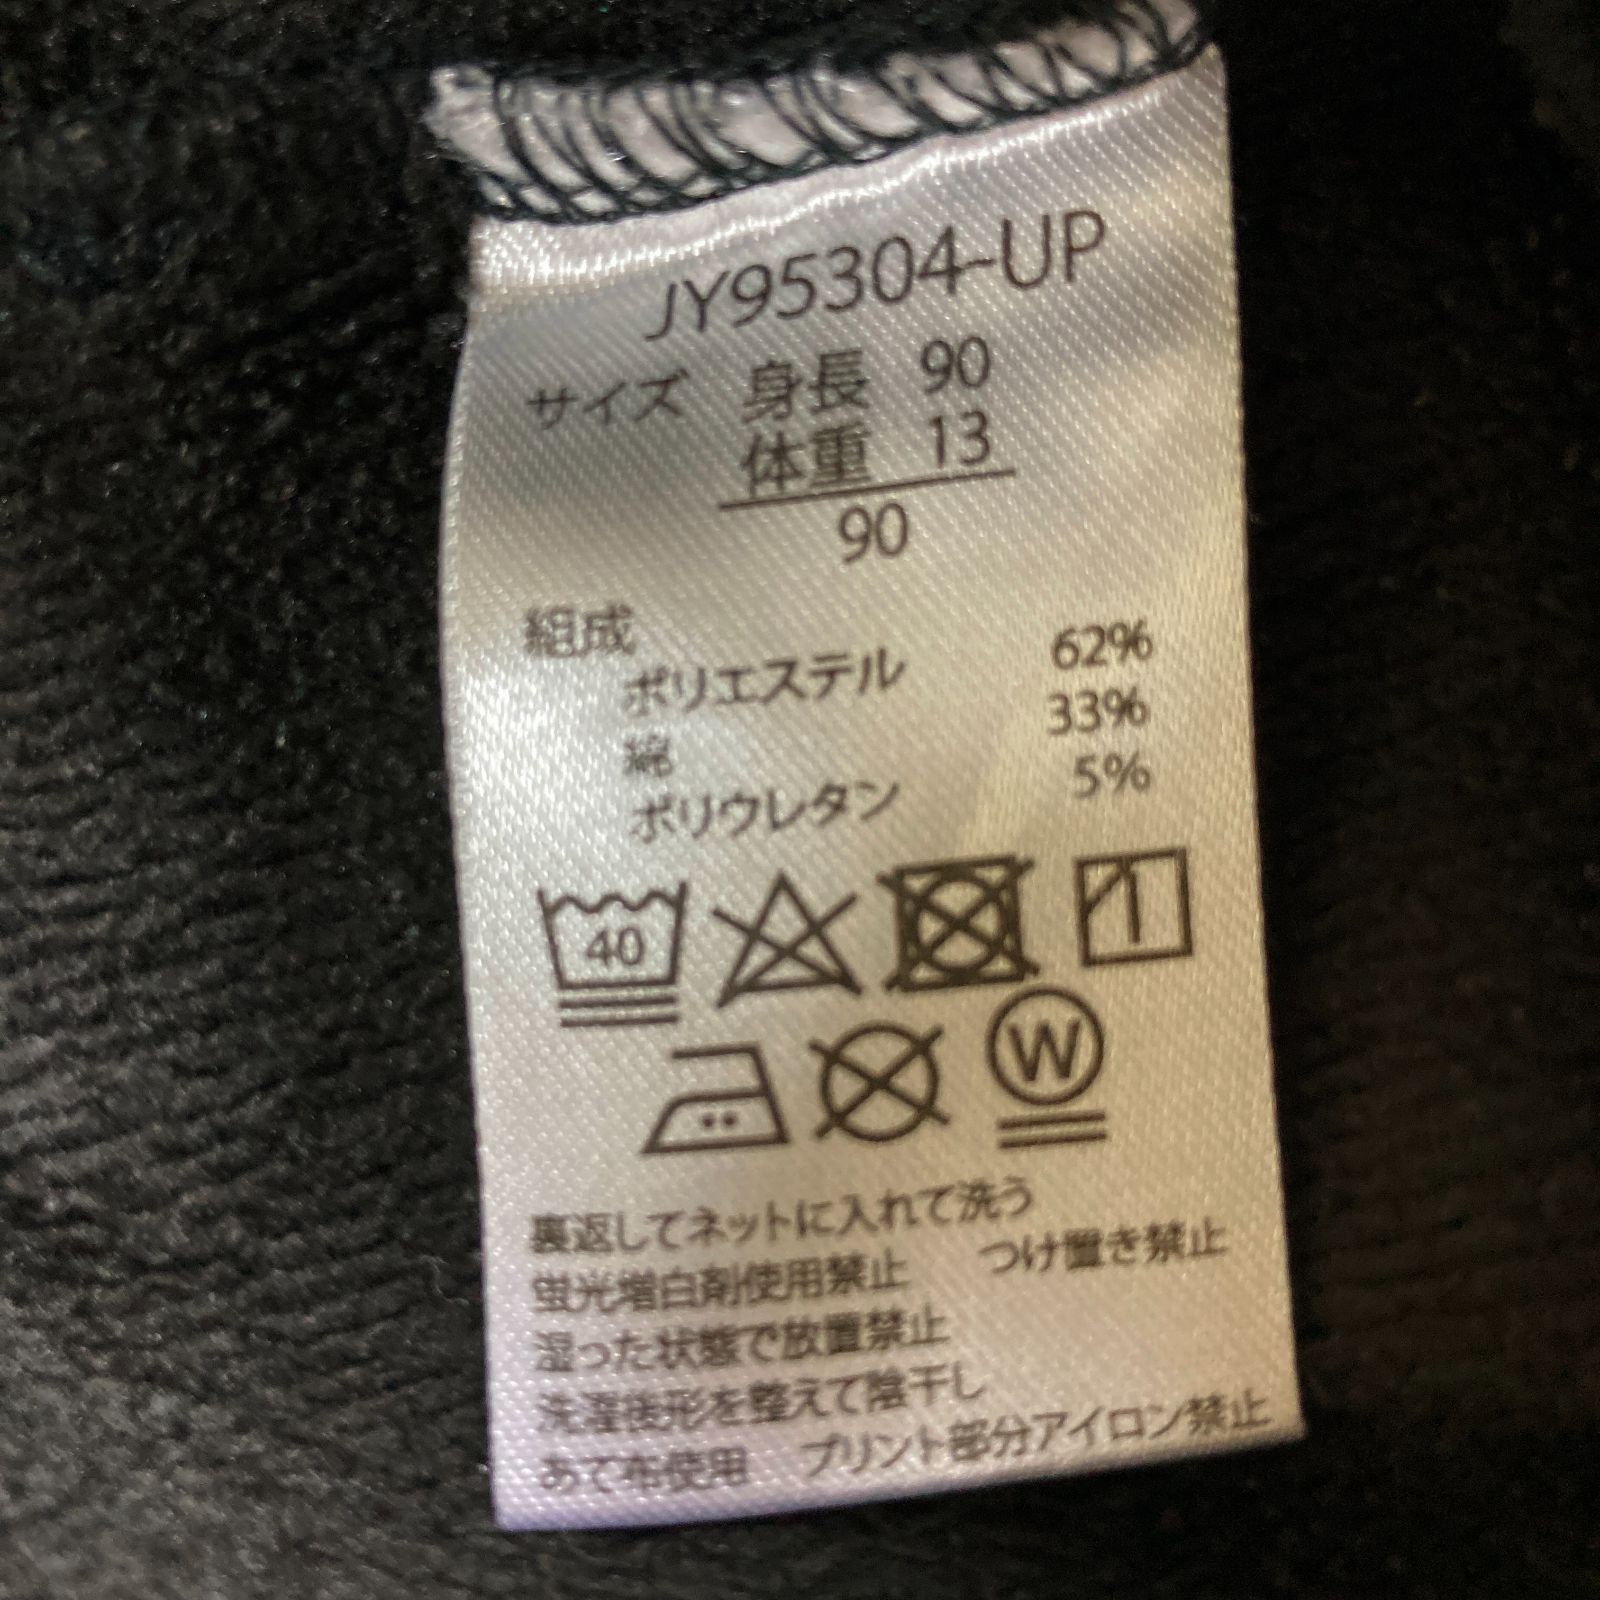 JY95304-UP
サイズ 身長 90
体重 13
90
組成
ポリエステル 62%
綿 33%
ポリウレタン 5%
40
W
裏返してネットに入れて洗う
蛍光増白剤使用禁止 つけ置き禁止
湿った状態で放置禁止
洗濯後形を整えて陰干し
あて布使用 プリント部分アイロン禁止